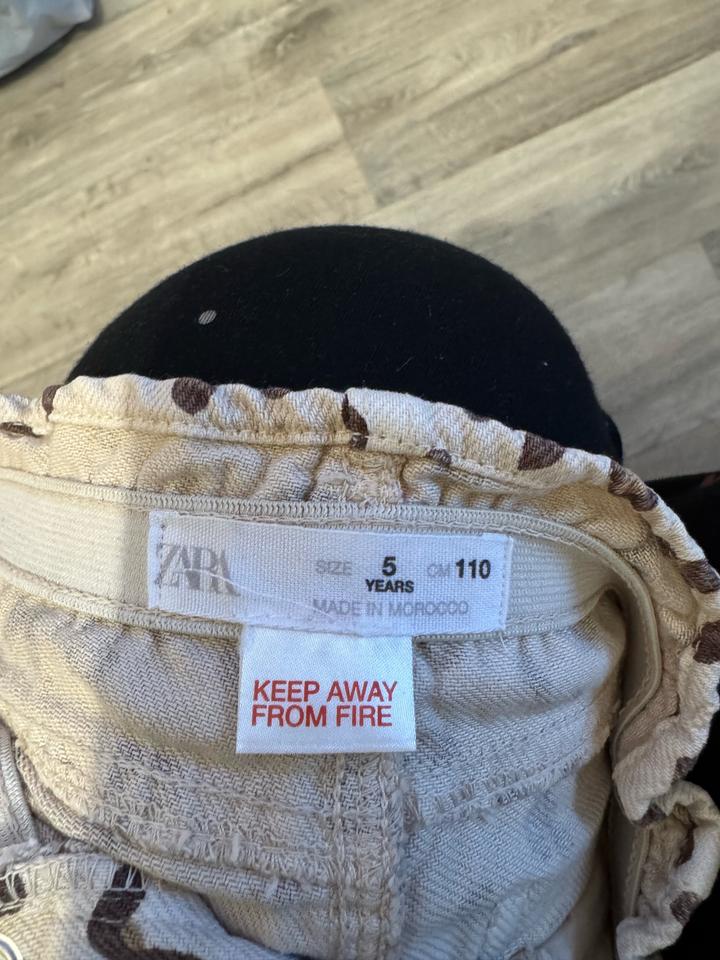 ZARA
SIZE 5 YEARS CM 110
MADE IN MOROCCO
KEEP AWAY
FROM FIRE